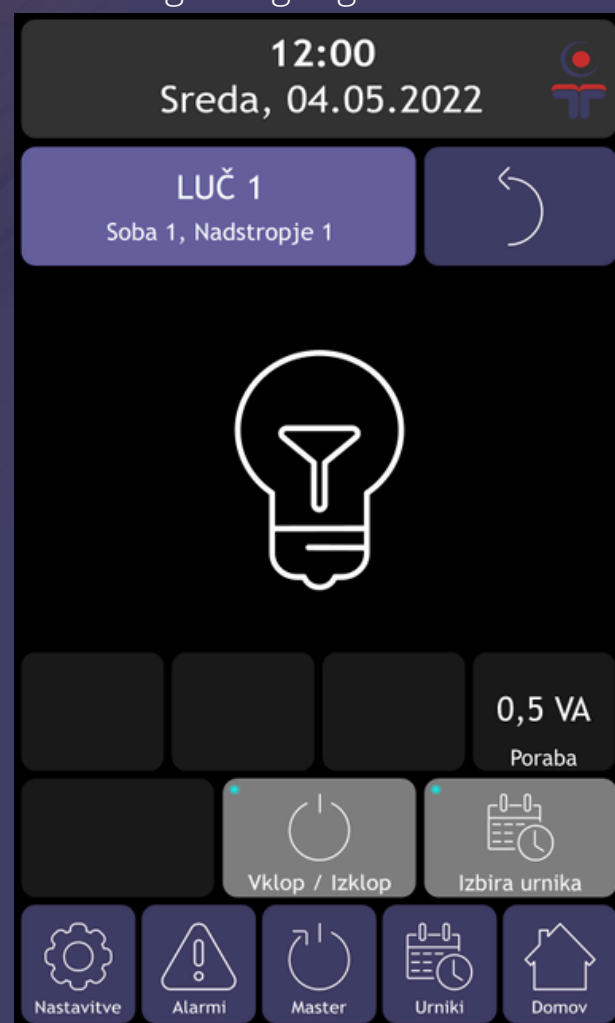 12:00
Sreda, 04.05.2022
LUČ 1
Soba 1, Nadstropje 1
0,5 VA
Poraba
Vklop / Izklop
Izbira urnika
Nastavitve
Alarmi
Master
Urniki
Domov